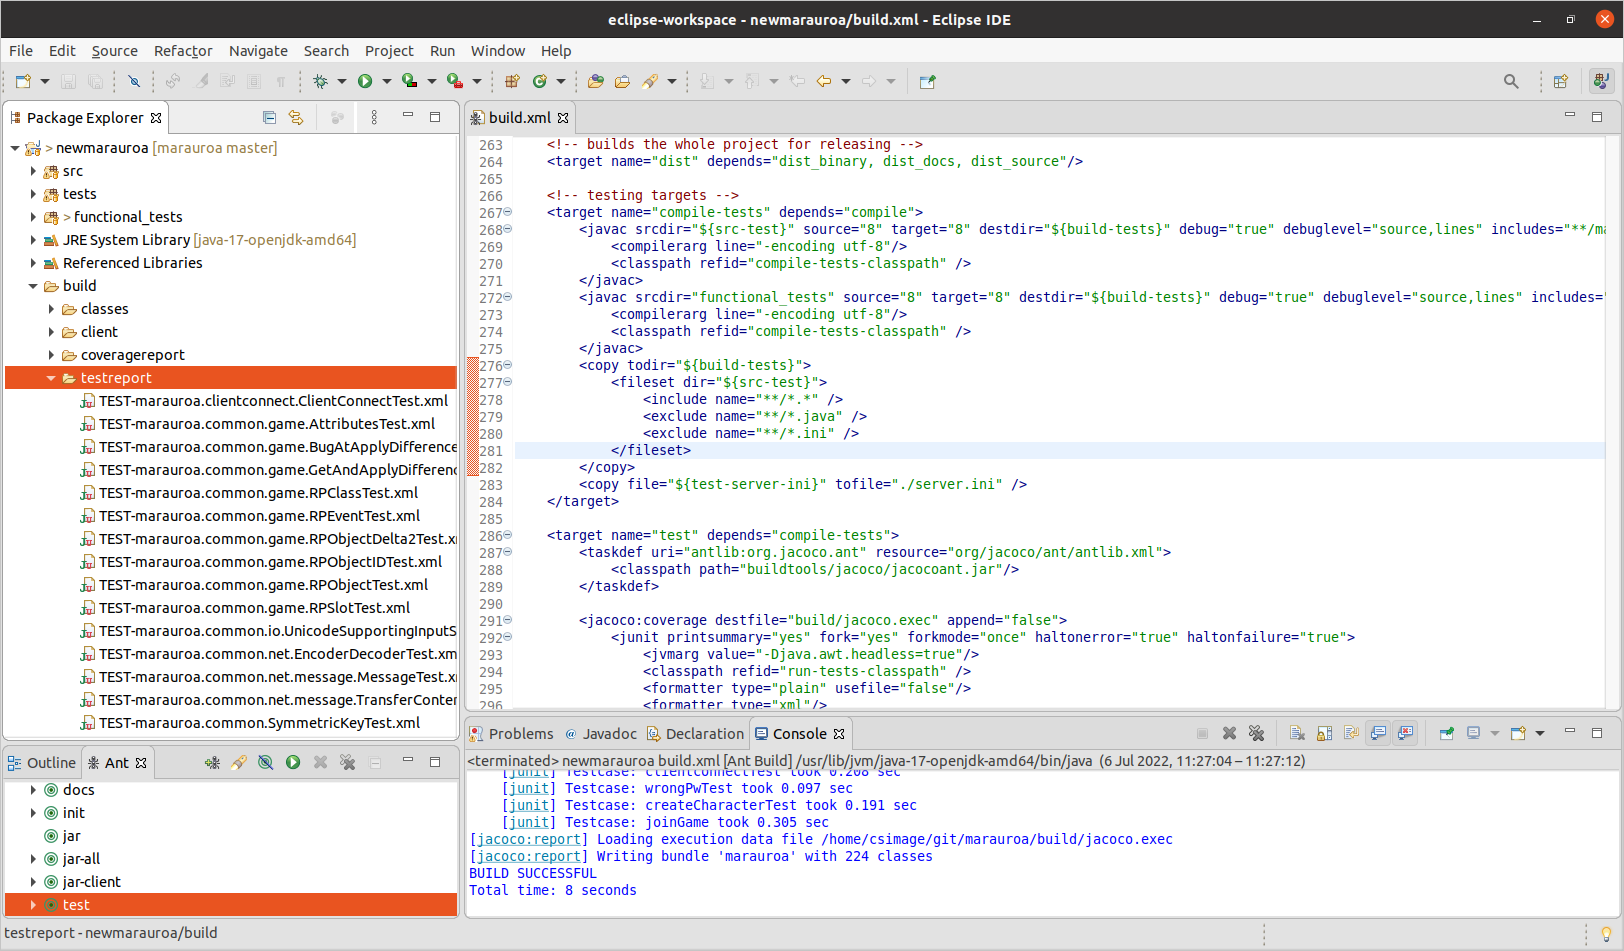 eclipse-workspace - newmarauroa/build.xml - Eclipse IDE
File Edit Source Refactor Navigate Search Project Run Window Help
Package Explorer
> newmarauroa [marauroa master]
src
tests
> functional_tests
JRE System Library [java-17-openjdk-amd64]
Referenced Libraries
build
classes
client
coveragereport
testreport
TEST-marauroa.clientconnect.ClientConnectTest.xml
TEST-marauroa.common.game.AttributesTest.xml
TEST-marauroa.common.game.BugAtApplyDifference
TEST-marauroa.common.game.GetAndApplyDifferenc
TEST-marauroa.common.game.RPClassTest.xml
TEST-marauroa.common.game.RPEventTest.xml
TEST-marauroa.common.game.RPObjectDelta2Test.x
TEST-marauroa.common.game.RPObjectIDTest.xml
TEST-marauroa.common.game.RPObjectTest.xml
TEST-marauroa.common.game.RPSlotTest.xml
TEST-marauroa.common.io.UnicodeSupportingInputS
TEST-marauroa.common.net.EncoderDecoderTest.xm
TEST-marauroa.common.net.message.MessageTest.x
TEST-marauroa.common.net.message.TransferConter
TEST-marauroa.common.SymmetricKeyTest.xml
build.xml
263 <!-- builds the whole project for releasing -->
264 <target name="dist" depends="dist_binary, dist_docs, dist_source"/>
265
266 <!-- testing targets -->
267 <target name="compile-tests" depends="compile">
268 <javac srcdir="${src-test}" source="8" target="8" destdir="${build-tests}" debug="true" debuglevel="source,lines" includes="**/ma
269 <compilerarg line="-encoding utf-8"/>
270 <classpath refid="compile-tests-classpath" />
271 </javac>
272 <javac srcdir="functional_tests" source="8" target="8" destdir="${build-tests}" debug="true" debuglevel="source,lines" includes="
273 <compilerarg line="-encoding utf-8"/>
274 <classpath refid="compile-tests-classpath" />
275 </javac>
276 <copy todir="${build-tests}">
277 <fileset dir="${src-test}">
278 <include name="**/*.*" />
279 <exclude name="**/*.java" />
280 <exclude name="**/*.ini" />
281 </fileset>
282 </copy>
283 <copy file="${test-server-ini}" tofile="./server.ini" />
284 </target>
285
286 <target name="test" depends="compile-tests">
287 <taskdef uri="antlib:org.jacoco.ant" resource="org/jacoco/ant/antlib.xml">
288 <classpath path="buildtools/jacoco/jacocoant.jar"/>
289 </taskdef>
290
291 <jacoco:coverage destfile="build/jacoco.exec" append="false">
292 <junit printsummary="yes" fork="yes" forkmode="once" haltonerror="true" haltonfailure="true">
293 <jvmarg value="-Djava.awt.headless=true"/>
294 <classpath refid="run-tests-classpath" />
295 <formatter type="plain" usefile="false"/>
296 <formatter type="xml"/>
Outline Ant
docs
init
jar
jar-all
jar-client
test
Problems @ Javadoc Declaration Console
<terminated> newmarauroa build.xml [Ant Build] /usr/lib/jvm/java-17-openjdk-amd64/bin/java (6 Jul 2022, 11:27:04 – 11:27:12)
[junit] Testcase: clientconnectTest took 0.208 sec
[junit] Testcase: wrongPwTest took 0.097 sec
[junit] Testcase: createCharacterTest took 0.191 sec
[junit] Testcase: joinGame took 0.305 sec
[jacoco:report] Loading execution data file /home/csimage/git/marauroa/build/jacoco.exec
[jacoco:report] Writing bundle 'marauroa' with 224 classes
BUILD SUCCESSFUL
Total time: 8 seconds
testreport - newmarauroa/build